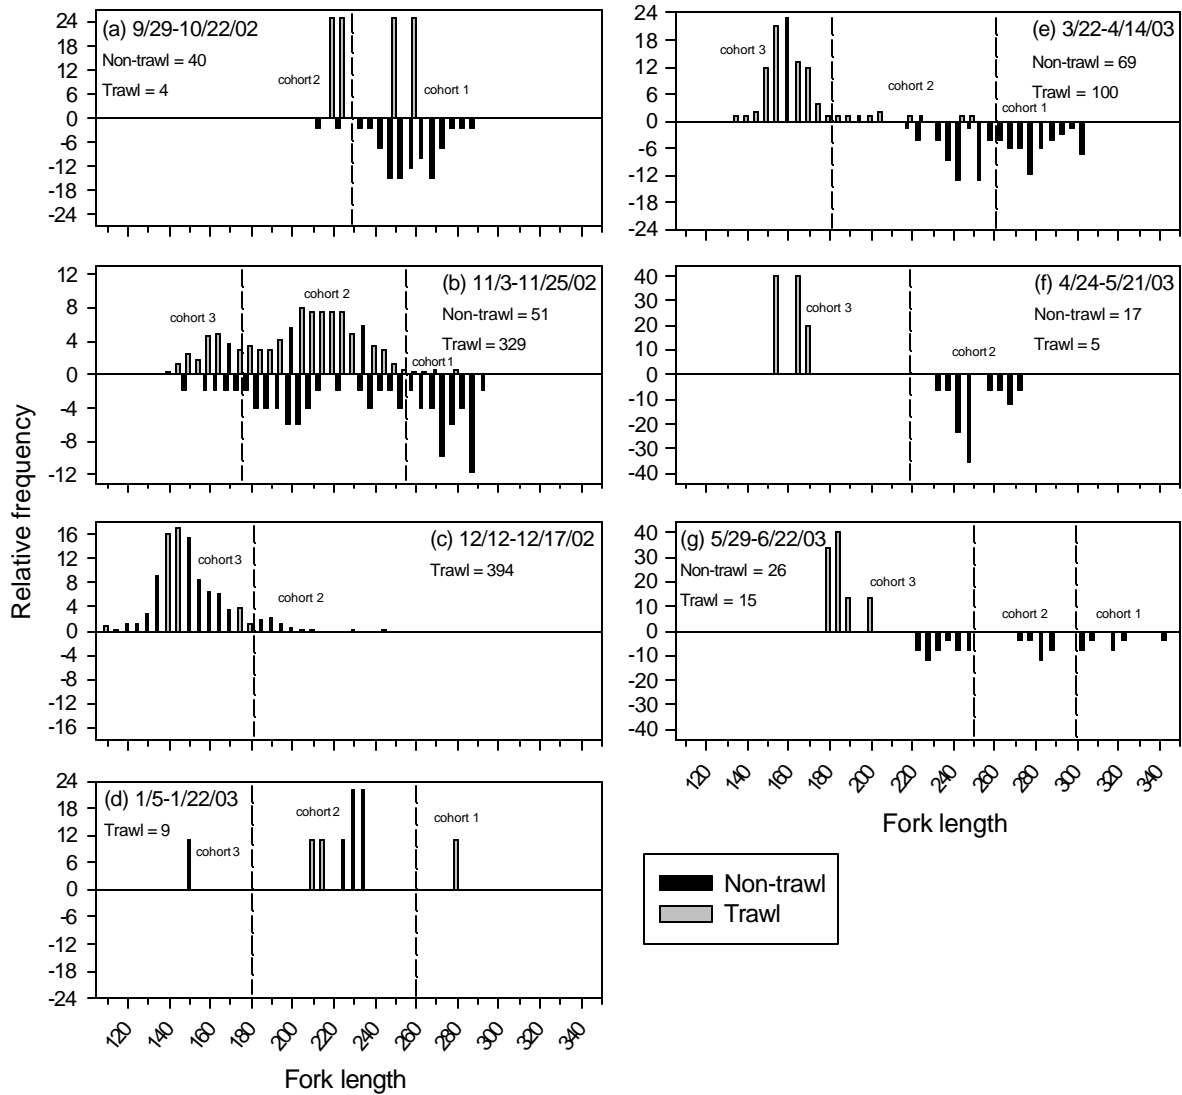 Relative frequency
(a) 9/29-10/22/02
Non-trawl = 40
Trawl = 4
cohort 2
cohort 1
24
18
12
6
0
-6
-12
-18
-24
(b) 11/3-11/25/02
Non-trawl = 51
Trawl = 329
cohort 3
cohort 2
cohort 1
12
8
4
0
-4
-8
-12
(c) 12/12-12/17/02
Trawl = 394
cohort 3
cohort 2
16
12
8
4
0
-4
-8
-12
-16
(d) 1/5-1/22/03
Trawl = 9
cohort 3
cohort 2
cohort 1
24
18
12
6
0
-6
-12
-18
-24
120 140 160 180 200 220 240 260 280 300 320 340
Fork length
(e) 3/22-4/14/03
Non-trawl = 69
Trawl = 100
cohort 3
cohort 2
cohort 1
24
18
12
6
0
-6
-12
-18
-24
(f) 4/24-5/21/03
Non-trawl = 17
Trawl = 5
cohort 3
cohort 2
40
30
20
10
0
-10
-20
-30
-40
(g) 5/29-6/22/03
Non-trawl = 26
Trawl = 15
cohort 3
cohort 2
cohort 1
40
30
20
10
0
-10
-20
-30
-40
120 140 160 180 200 220 240 260 280 300 320 340
Fork length
Non-trawl
Trawl